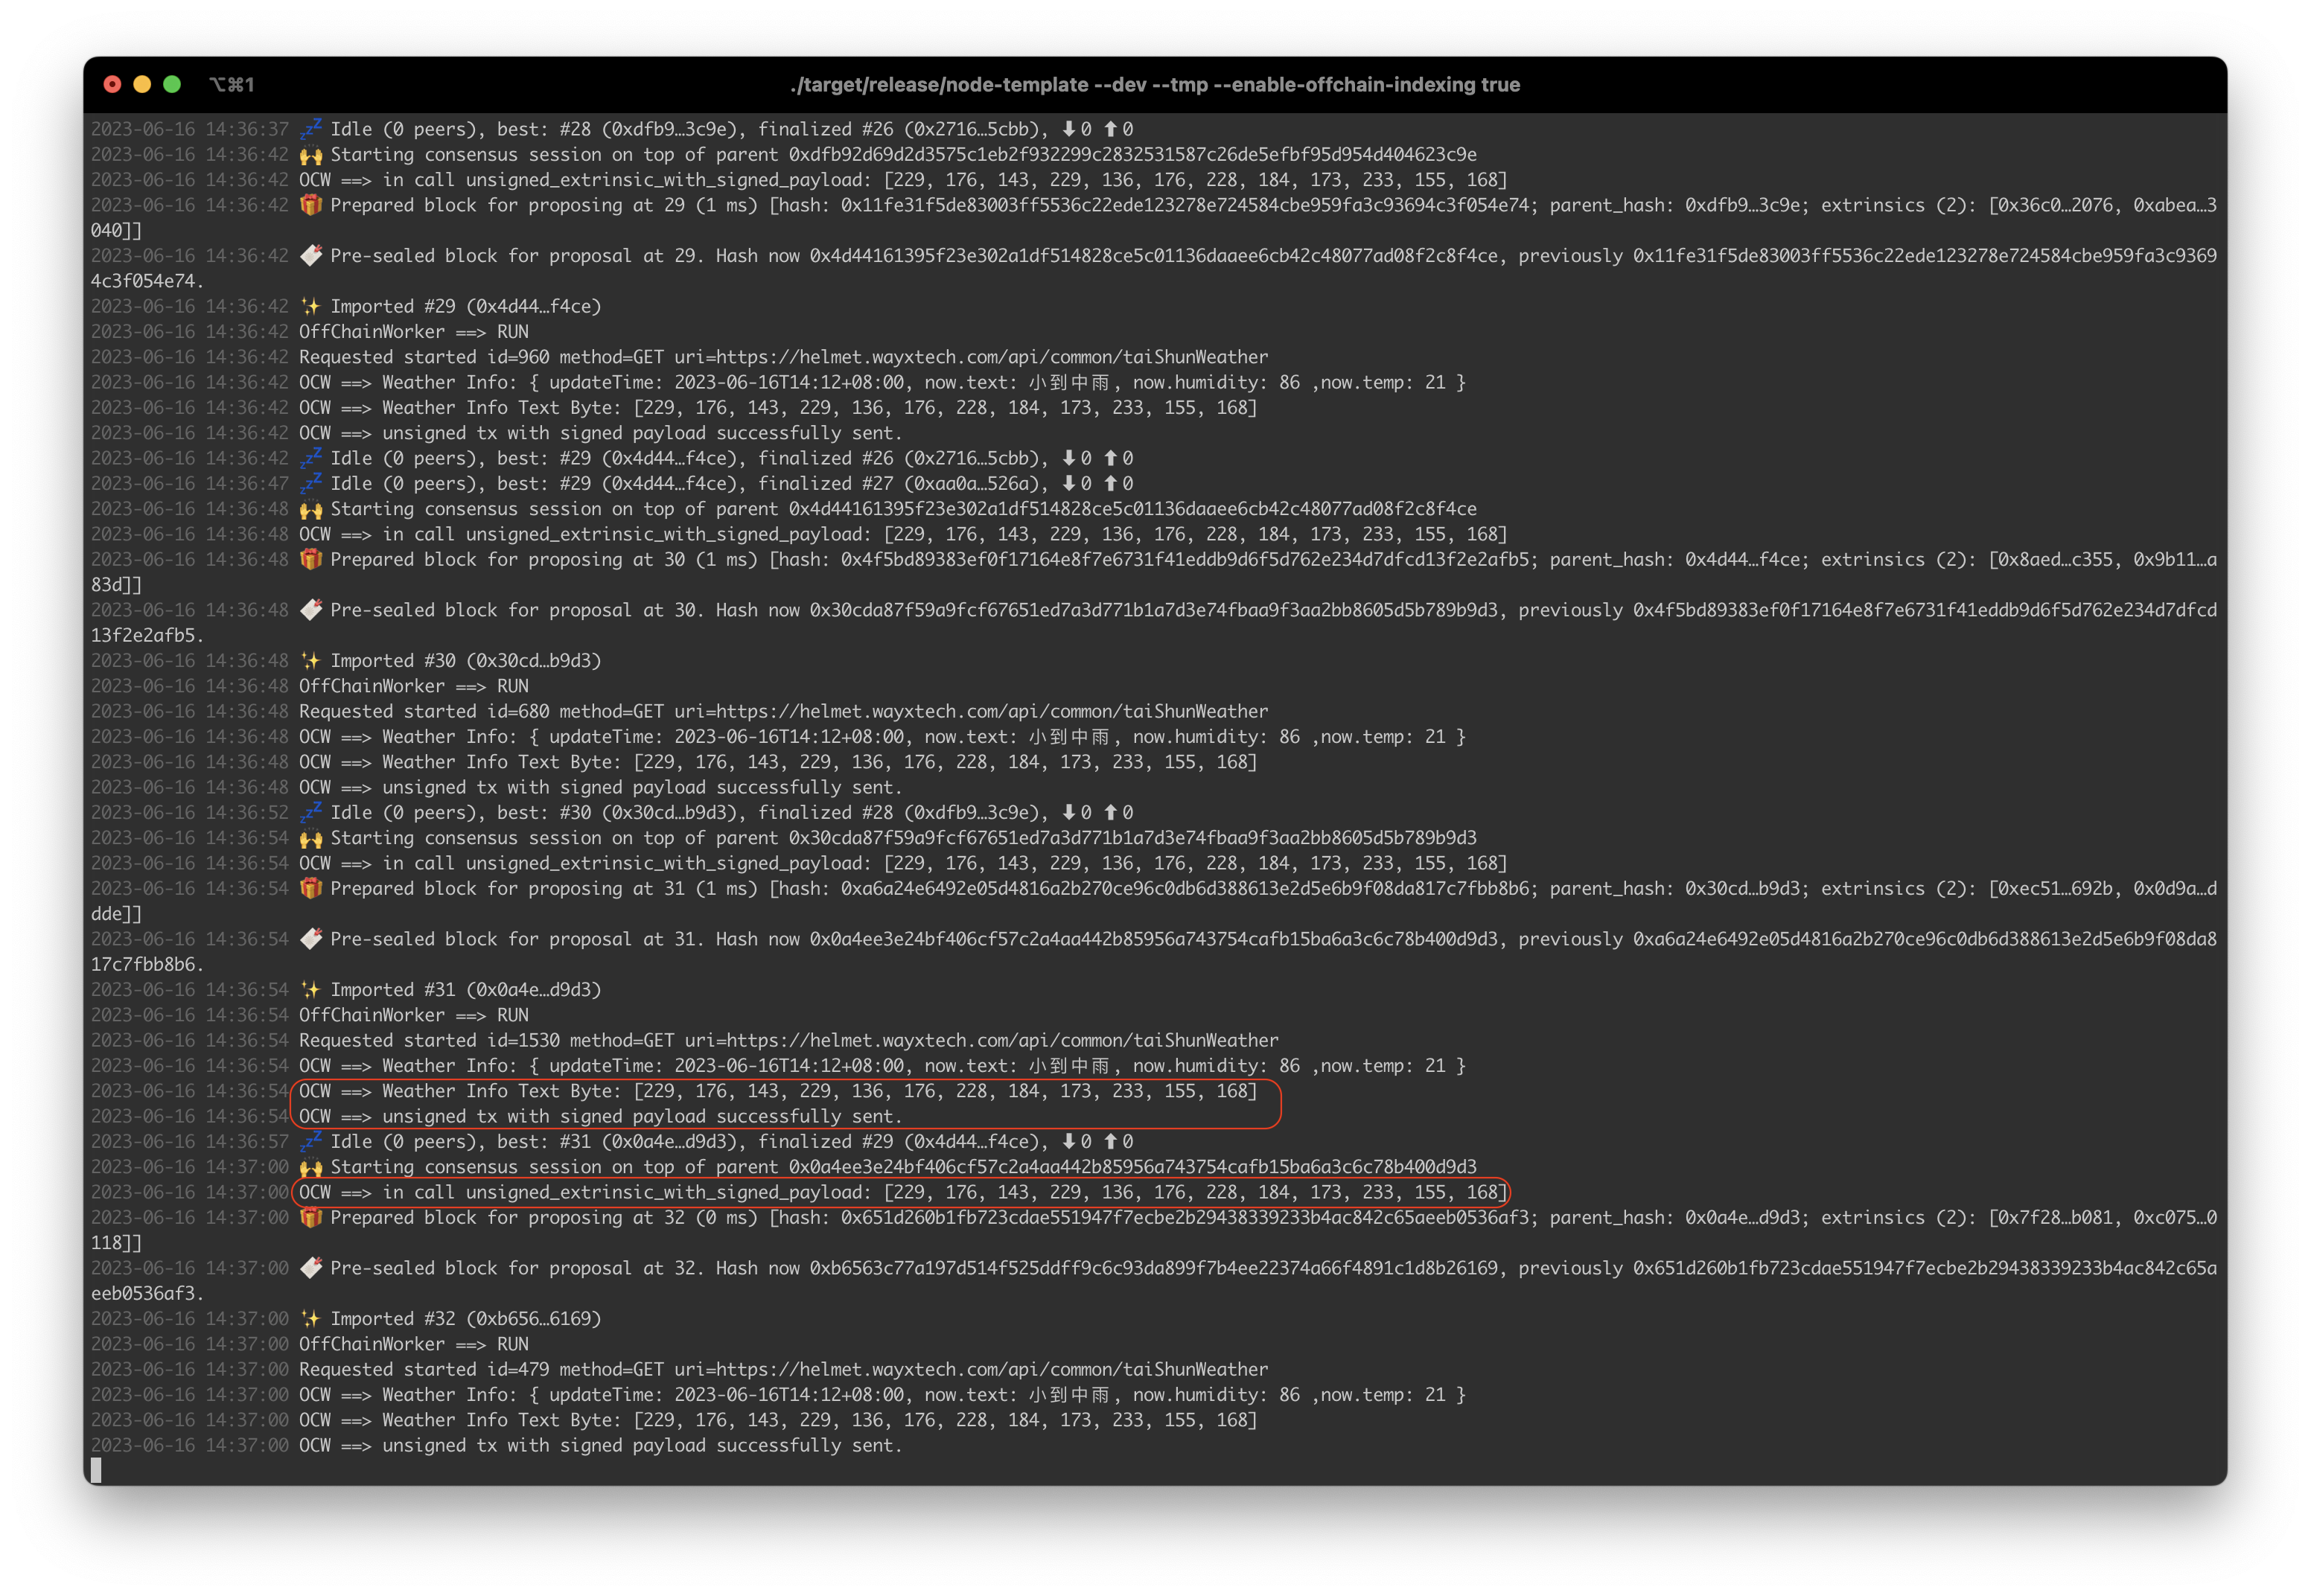 ⌥⌘1
./target/release/node-template --dev --tmp --enable-offchain-indexing true
2023-06-16 14:36:37 💤 Idle (0 peers), best: #28 (0xdfb9…3c9e), finalized #26 (0x2716…5cbb), ⬇ 0 ⬆ 0
2023-06-16 14:36:42 🙌 Starting consensus session on top of parent 0xdfb92d69d2d3575c1eb2f932299c2832531587c26de5efbf95d954d404623c9e
2023-06-16 14:36:42 OCW ==> in call unsigned_extrinsic_with_signed_payload: [229, 176, 143, 229, 136, 176, 228, 184, 173, 233, 155, 168]
2023-06-16 14:36:42 🎁 Prepared block for proposing at 29 (1 ms) [hash: 0x11fe31f5de83003ff5536c22ede123278e724584cbe959fa3c93694c3f054e74; parent_hash: 0xdfb9…3c9e; extrinsics (2): [0x36c0…2076, 0xabea…3
040]]
2023-06-16 14:36:42 🔖 Pre-sealed block for proposal at 29. Hash now 0x4d44161395f23e302a1df514828ce5c01136daaee6cb42c48077ad08f2c8f4ce, previously 0x11fe31f5de83003ff5536c22ede123278e724584cbe959fa3c9369
4c3f054e74.
2023-06-16 14:36:42 ✨ Imported #29 (0x4d44…f4ce)
2023-06-16 14:36:42 OffChainWorker ==> RUN
2023-06-16 14:36:42 Requested started id=960 method=GET uri=https://helmet.wayxtech.com/api/common/taiShunWeather
2023-06-16 14:36:42 OCW ==> Weather Info: { updateTime: 2023-06-16T14:12+08:00, now.text: 小到中雨, now.humidity: 86 ,now.temp: 21 }
2023-06-16 14:36:42 OCW ==> Weather Info Text Byte: [229, 176, 143, 229, 136, 176, 228, 184, 173, 233, 155, 168]
2023-06-16 14:36:42 OCW ==> unsigned tx with signed payload successfully sent.
2023-06-16 14:36:42 💤 Idle (0 peers), best: #29 (0x4d44…f4ce), finalized #26 (0x2716…5cbb), ⬇ 0 ⬆ 0
2023-06-16 14:36:47 💤 Idle (0 peers), best: #29 (0x4d44…f4ce), finalized #27 (0xaa0a…526a), ⬇ 0 ⬆ 0
2023-06-16 14:36:48 🙌 Starting consensus session on top of parent 0x4d44161395f23e302a1df514828ce5c01136daaee6cb42c48077ad08f2c8f4ce
2023-06-16 14:36:48 OCW ==> in call unsigned_extrinsic_with_signed_payload: [229, 176, 143, 229, 136, 176, 228, 184, 173, 233, 155, 168]
2023-06-16 14:36:48 🎁 Prepared block for proposing at 30 (1 ms) [hash: 0x4f5bd89383ef0f17164e8f7e6731f41eddb9d6f5d762e234d7dfcd13f2e2afb5; parent_hash: 0x4d44…f4ce; extrinsics (2): [0x8aed…c355, 0x9b11…a
83d]]
2023-06-16 14:36:48 🔖 Pre-sealed block for proposal at 30. Hash now 0x30cda87f59a9fcf67651ed7a3d771b1a7d3e74fbaa9f3aa2bb8605d5b789b9d3, previously 0x4f5bd89383ef0f17164e8f7e6731f41eddb9d6f5d762e234d7dfcd
13f2e2afb5.
2023-06-16 14:36:48 ✨ Imported #30 (0x30cd…b9d3)
2023-06-16 14:36:48 OffChainWorker ==> RUN
2023-06-16 14:36:48 Requested started id=680 method=GET uri=https://helmet.wayxtech.com/api/common/taiShunWeather
2023-06-16 14:36:48 OCW ==> Weather Info: { updateTime: 2023-06-16T14:12+08:00, now.text: 小到中雨, now.humidity: 86 ,now.temp: 21 }
2023-06-16 14:36:48 OCW ==> Weather Info Text Byte: [229, 176, 143, 229, 136, 176, 228, 184, 173, 233, 155, 168]
2023-06-16 14:36:48 OCW ==> unsigned tx with signed payload successfully sent.
2023-06-16 14:36:52 💤 Idle (0 peers), best: #30 (0x30cd…b9d3), finalized #28 (0xdfb9…3c9e), ⬇ 0 ⬆ 0
2023-06-16 14:36:54 🙌 Starting consensus session on top of parent 0x30cda87f59a9fcf67651ed7a3d771b1a7d3e74fbaa9f3aa2bb8605d5b789b9d3
2023-06-16 14:36:54 OCW ==> in call unsigned_extrinsic_with_signed_payload: [229, 176, 143, 229, 136, 176, 228, 184, 173, 233, 155, 168]
2023-06-16 14:36:54 🎁 Prepared block for proposing at 31 (1 ms) [hash: 0xa6a24e6492e05d4816a2b270ce96c0db6d388613e2d5e6b9f08da817c7fbb8b6; parent_hash: 0x30cd…b9d3; extrinsics (2): [0xec51…692b, 0x0d9a…d
dde]]
2023-06-16 14:36:54 🔖 Pre-sealed block for proposal at 31. Hash now 0x0a4ee3e24bf406cf57c2a4aa442b85956a743754cafb15ba6a3c6c78b400d9d3, previously 0xa6a24e6492e05d4816a2b270ce96c0db6d388613e2d5e6b9f08da8
17c7fbb8b6.
2023-06-16 14:36:54 ✨ Imported #31 (0x0a4e…d9d3)
2023-06-16 14:36:54 OffChainWorker ==> RUN
2023-06-16 14:36:54 Requested started id=1530 method=GET uri=https://helmet.wayxtech.com/api/common/taiShunWeather
2023-06-16 14:36:54 OCW ==> Weather Info: { updateTime: 2023-06-16T14:12+08:00, now.text: 小到中雨, now.humidity: 86 ,now.temp: 21 }
2023-06-16 14:36:54 OCW ==> Weather Info Text Byte: [229, 176, 143, 229, 136, 176, 228, 184, 173, 233, 155, 168]
2023-06-16 14:36:54 OCW ==> unsigned tx with signed payload successfully sent.
2023-06-16 14:36:57 💤 Idle (0 peers), best: #31 (0x0a4e…d9d3), finalized #29 (0x4d44…f4ce), ⬇ 0 ⬆ 0
2023-06-16 14:37:00 🙌 Starting consensus session on top of parent 0x0a4ee3e24bf406cf57c2a4aa442b85956a743754cafb15ba6a3c6c78b400d9d3
2023-06-16 14:37:00 OCW ==> in call unsigned_extrinsic_with_signed_payload: [229, 176, 143, 229, 136, 176, 228, 184, 173, 233, 155, 168]
2023-06-16 14:37:00 🎁 Prepared block for proposing at 32 (0 ms) [hash: 0x651d260b1fb723cdae551947f7ecbe2b29438339233b4ac842c65aeeb0536af3; parent_hash: 0x0a4e…d9d3; extrinsics (2): [0x7f28…b081, 0xc075…0
118]]
2023-06-16 14:37:00 🔖 Pre-sealed block for proposal at 32. Hash now 0xb6563c77a197d514f525ddff9c6c93da899f7b4ee22374a66f4891c1d8b26169, previously 0x651d260b1fb723cdae551947f7ecbe2b29438339233b4ac842c65a
eeb0536af3.
2023-06-16 14:37:00 ✨ Imported #32 (0xb656…6169)
2023-06-16 14:37:00 OffChainWorker ==> RUN
2023-06-16 14:37:00 Requested started id=479 method=GET uri=https://helmet.wayxtech.com/api/common/taiShunWeather
2023-06-16 14:37:00 OCW ==> Weather Info: { updateTime: 2023-06-16T14:12+08:00, now.text: 小到中雨, now.humidity: 86 ,now.temp: 21 }
2023-06-16 14:37:00 OCW ==> Weather Info Text Byte: [229, 176, 143, 229, 136, 176, 228, 184, 173, 233, 155, 168]
2023-06-16 14:37:00 OCW ==> unsigned tx with signed payload successfully sent.